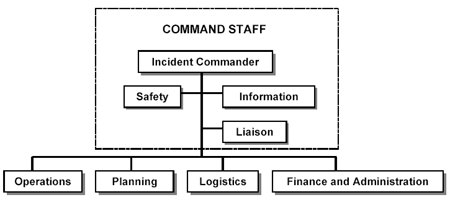 COMMAND STAFF
Incident Commander
Safety
Information
Liaison
Operations
Planning
Logistics
Finance and Administration